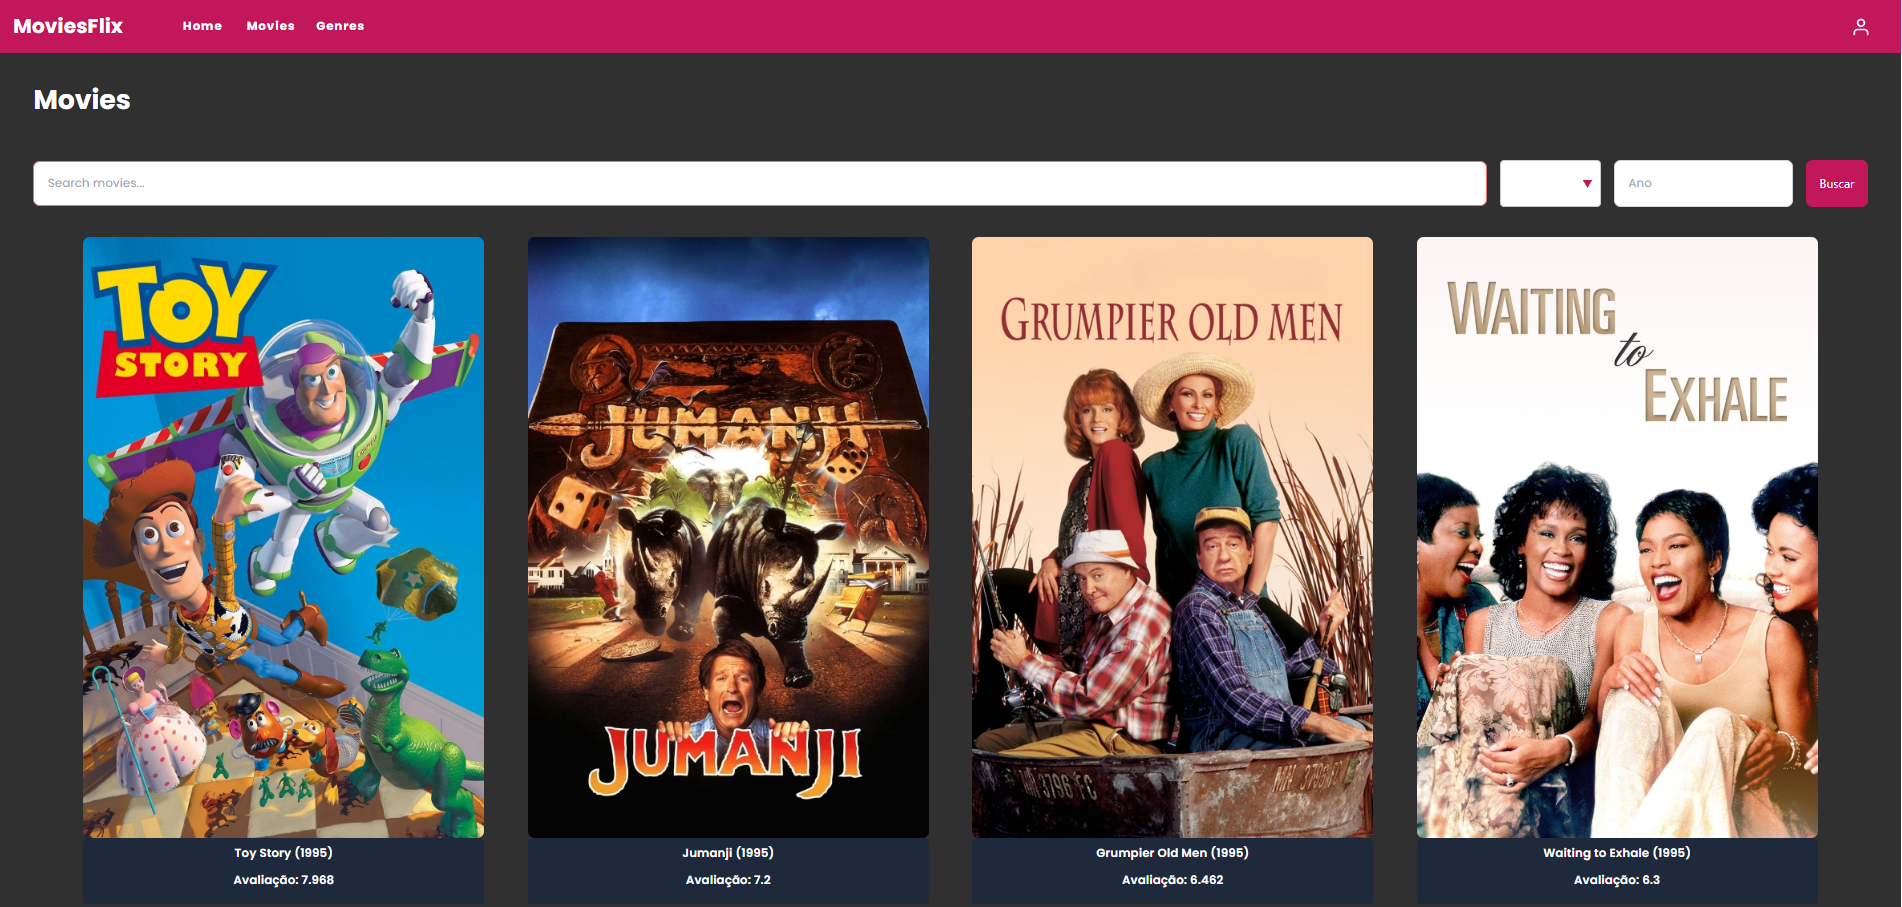 MoviesFlix
Home Movies Genres
Movies
Search movies...
Ano
Buscar
TOY
STORY
JUMANJI
JUMANJI
GRUMPIER OLD MEN
WAITING
to
EXHALE
Toy Story (1995)
Avaliação: 7.968
Jumanji (1995)
Avaliação: 7.2
Grumpier Old Men (1995)
Avaliação: 6.462
Waiting to Exhale (1995)
Avaliação: 6.3